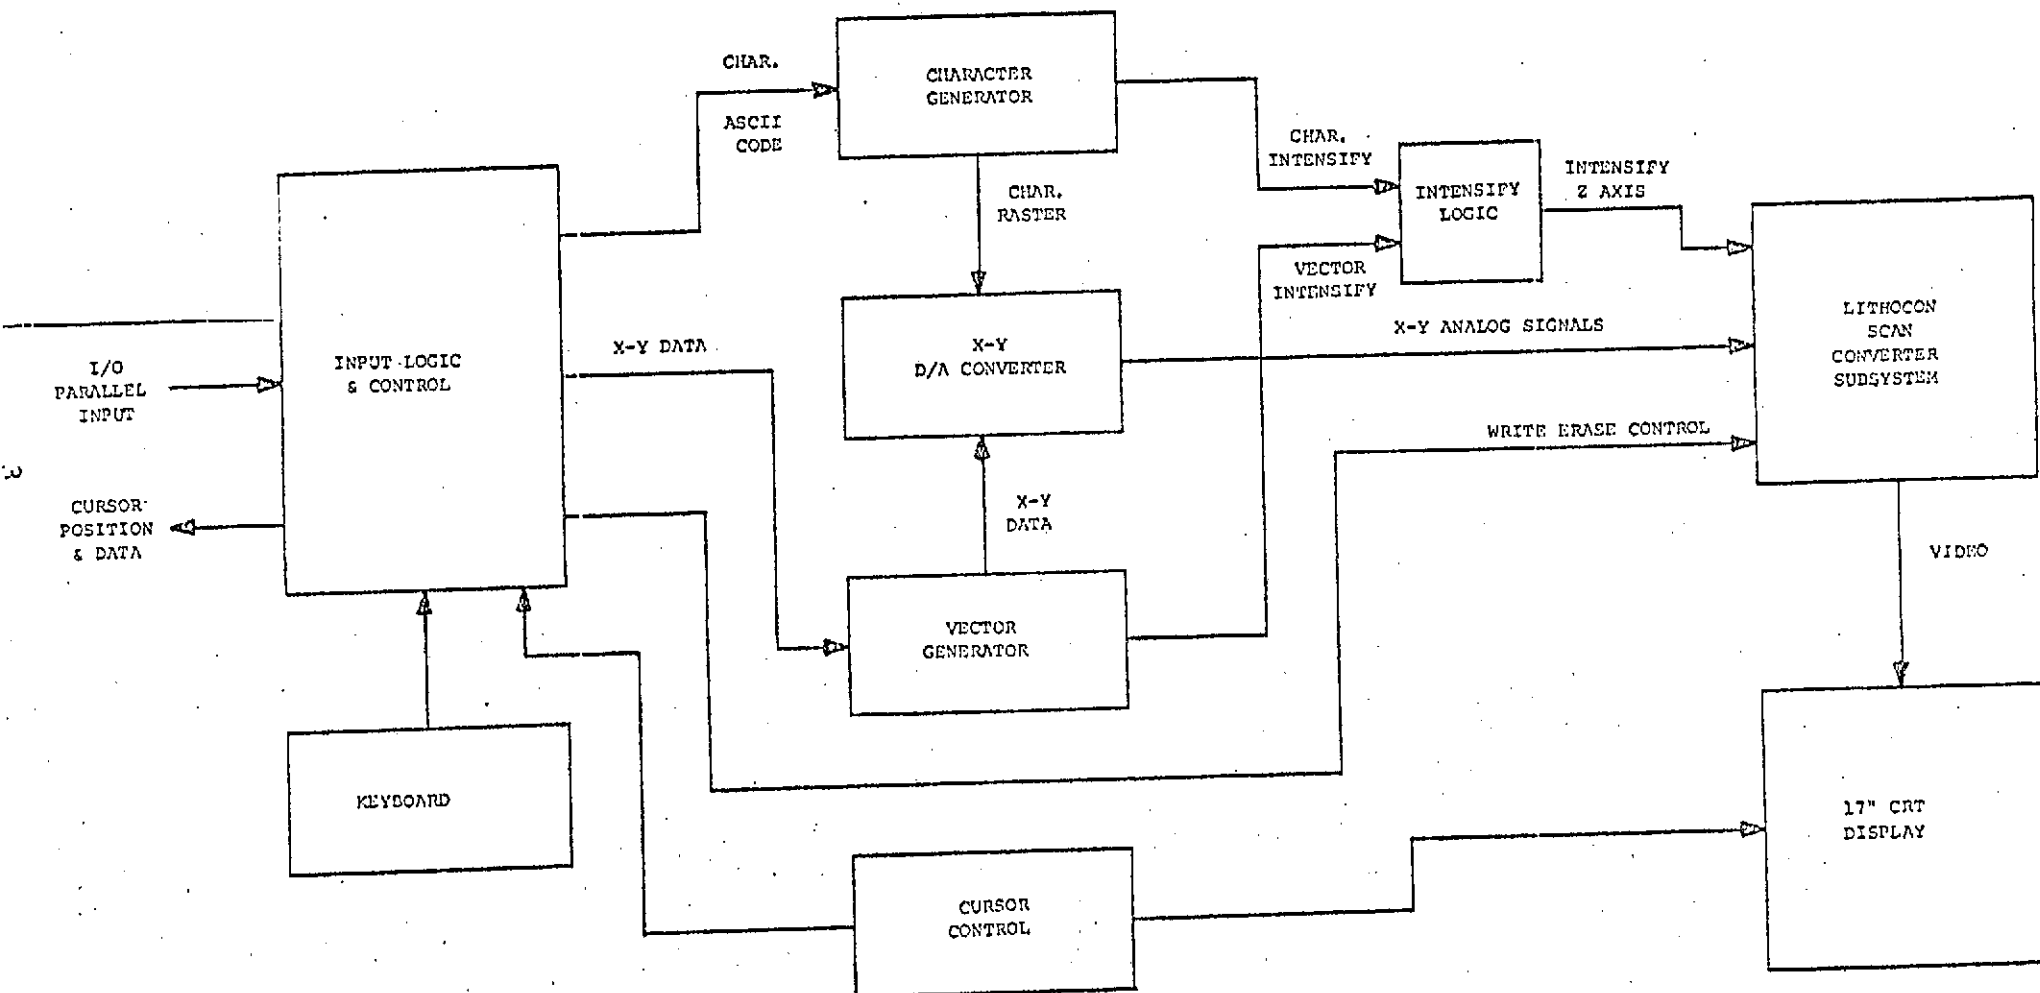 CHAR.
ASCII
CODE
CHARACTER
GENERATOR
CHAR.
RASTER
CHAR.
INTENSIFY
INTENSIFY
LOGIC
INTENSIFY
Z AXIS
VECTOR
INTENSIFY
LITHOCON
SCAN
CONVERTER
SUBSYSTEM
I/O
PARALLEL
INPUT
INPUT LOGIC
& CONTROL
X-Y DATA
X-Y
D/A CONVERTER
X-Y ANALOG SIGNALS
WRITE ERASE CONTROL
3
CURSOR
POSITION
& DATA
X-Y
DATA
VIDEO
VECTOR
GENERATOR
KEYBOARD
17" CRT
DISPLAY
CURSOR
CONTROL